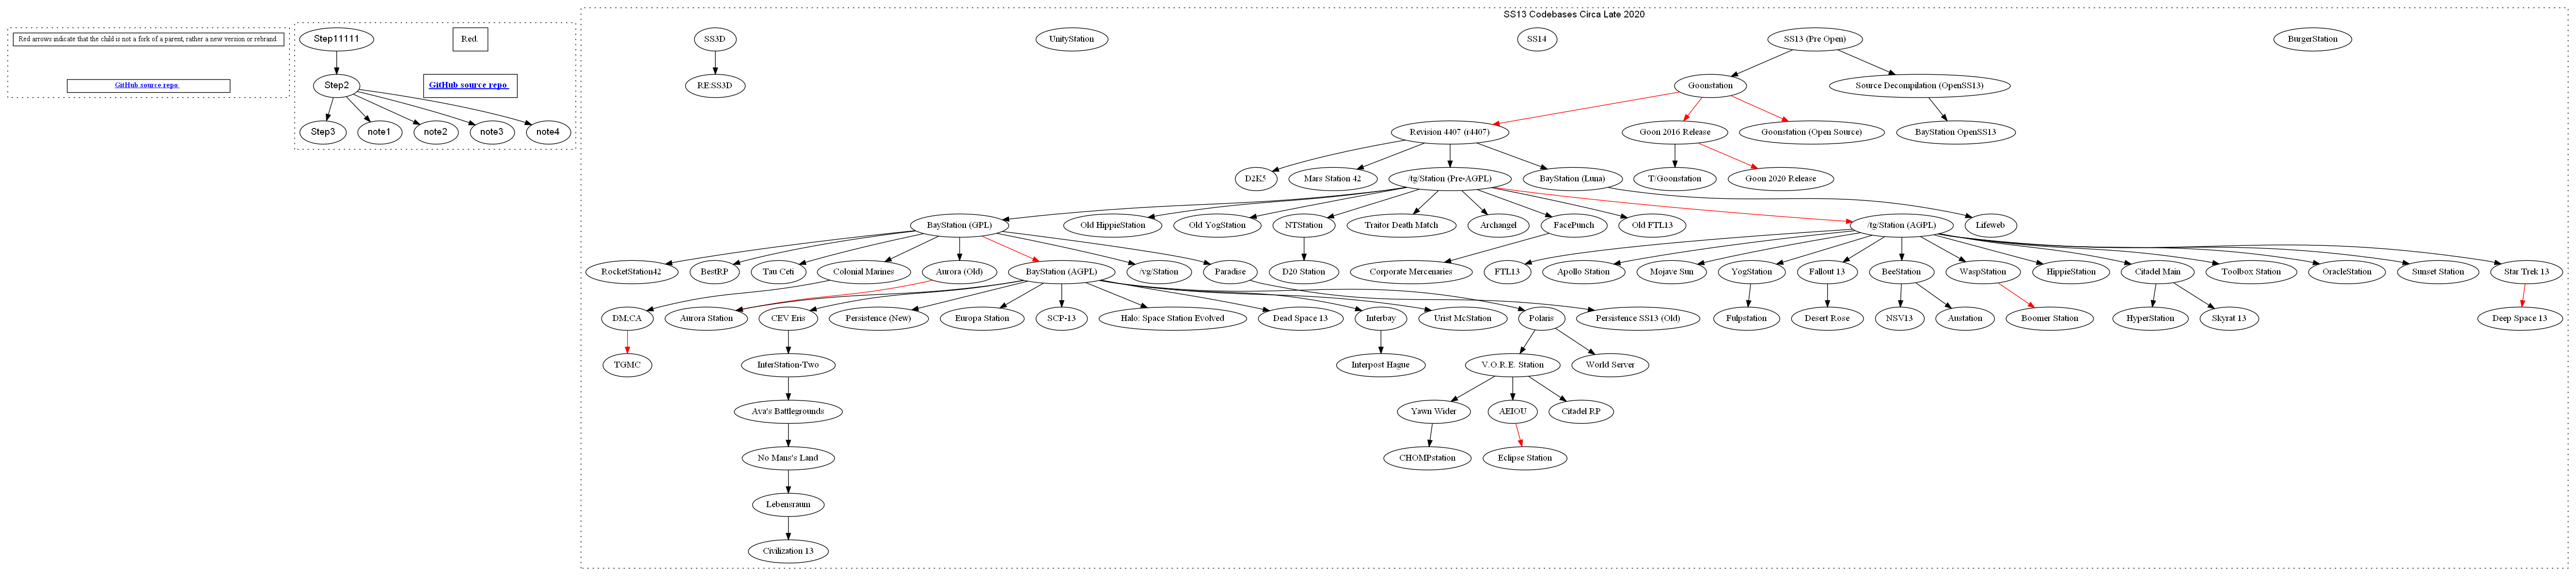 SS13 Codebases Circa Late 2020
Red arrows indicate that the child is not a fork of a parent, rather a new version or rebrand.
GitHub source repo
Step11111
Red.
Step2
GitHub source repo
Step3
note1
note2
note3
note4
SS3D
UnityStation
SS14
SS13 (Pre Open)
BurgerStation
RE:SS3D
Goonstation
Source Decompilation (OpenSS13)
Revision 4407 (r4407)
Goon 2016 Release
Goonstation (Open Source)
BayStation OpenSS13
D2K5
Mars Station 42
/tg/Station (Pre-AGPL)
BayStation (Luna)
T/Goonstation
Goon 2020 Release
BayStation (GPL)
Old HippieStation
Old YogStation
NTStation
Traitor Death Match
Archangel
FacePunch
Old FTL13
/tg/Station (AGPL)
Lifeweb
RocketStation42
BestRP
Tau Ceti
Colonial Marines
Aurora (Old)
BayStation (AGPL)
/vg/Station
Paradise
D20 Station
Corporate Mercenaries
FTL13
Apollo Station
Mojave Sun
YogStation
Fallout 13
BeeStation
WaspStation
HippieStation
Citadel Main
Toolbox Station
OracleStation
Sunset Station
Star Trek 13
DM;CA
Aurora Station
CEV Eris
Persistence (New)
Europa Station
SCP-13
Halo: Space Station Evolved
Dead Space 13
Interbay
Urist McStation
Polaris
Persistence SS13 (Old)
Fulpstation
Desert Rose
NSV13
Austation
Boomer Station
HyperStation
Skyrat 13
Deep Space 13
TGMC
InterStation-Two
Interpost Hague
V.O.R.E. Station
World Server
Ava's Battlegrounds
Yawn Wider
AEIOU
Citadel RP
No Mans's Land
CHOMPstation
Eclipse Station
Lebensraum
Civilization 13